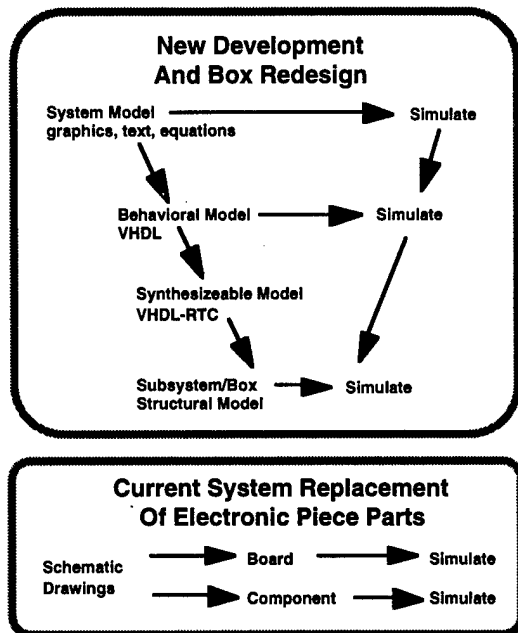 New Development
And Box Redesign
System Model
graphics, text, equations
Simulate
Behavioral Model
VHDL
Simulate
Synthesizeable Model
VHDL-RTC
Subsystem/Box
Structural Model
Simulate
Current System Replacement
Of Electronic Piece Parts
Schematic
Drawings
Board
Simulate
Component
Simulate